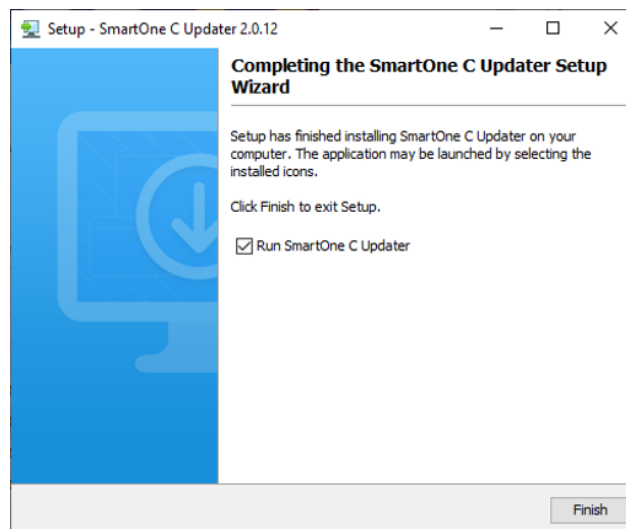 Setup - SmartOne C Updater 2.0.12
Completing the SmartOne C Updater Setup
Wizard
Setup has finished installing SmartOne C Updater on your
computer. The application may be launched by selecting the
installed icons.
Click Finish to exit Setup.
Run SmartOne C Updater
Finish